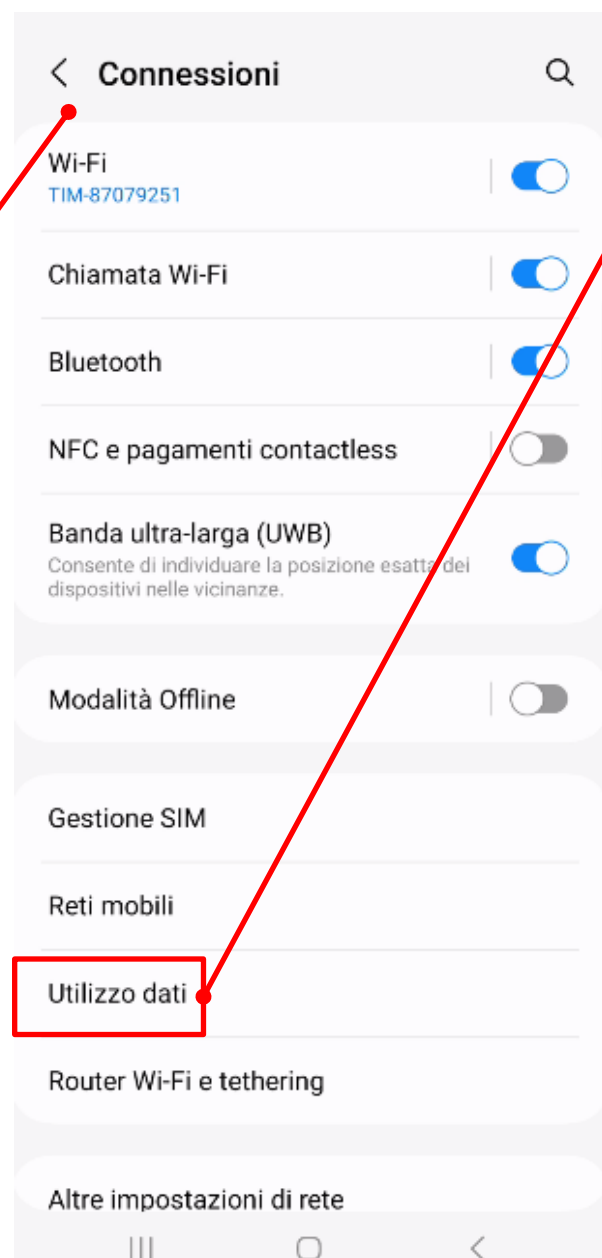 Connessioni
Wi-Fi
TIM-87079251
Chiamata Wi-Fi
Bluetooth
NFC e pagamenti contactless
Banda ultra-larga (UWB)
Consente di individuare la posizione esatta dei
dispositivi nelle vicinanze.
Modalità Offline
Gestione SIM
Reti mobili
Utilizzo dati
Router Wi-Fi e tethering
Altre impostazioni di rete